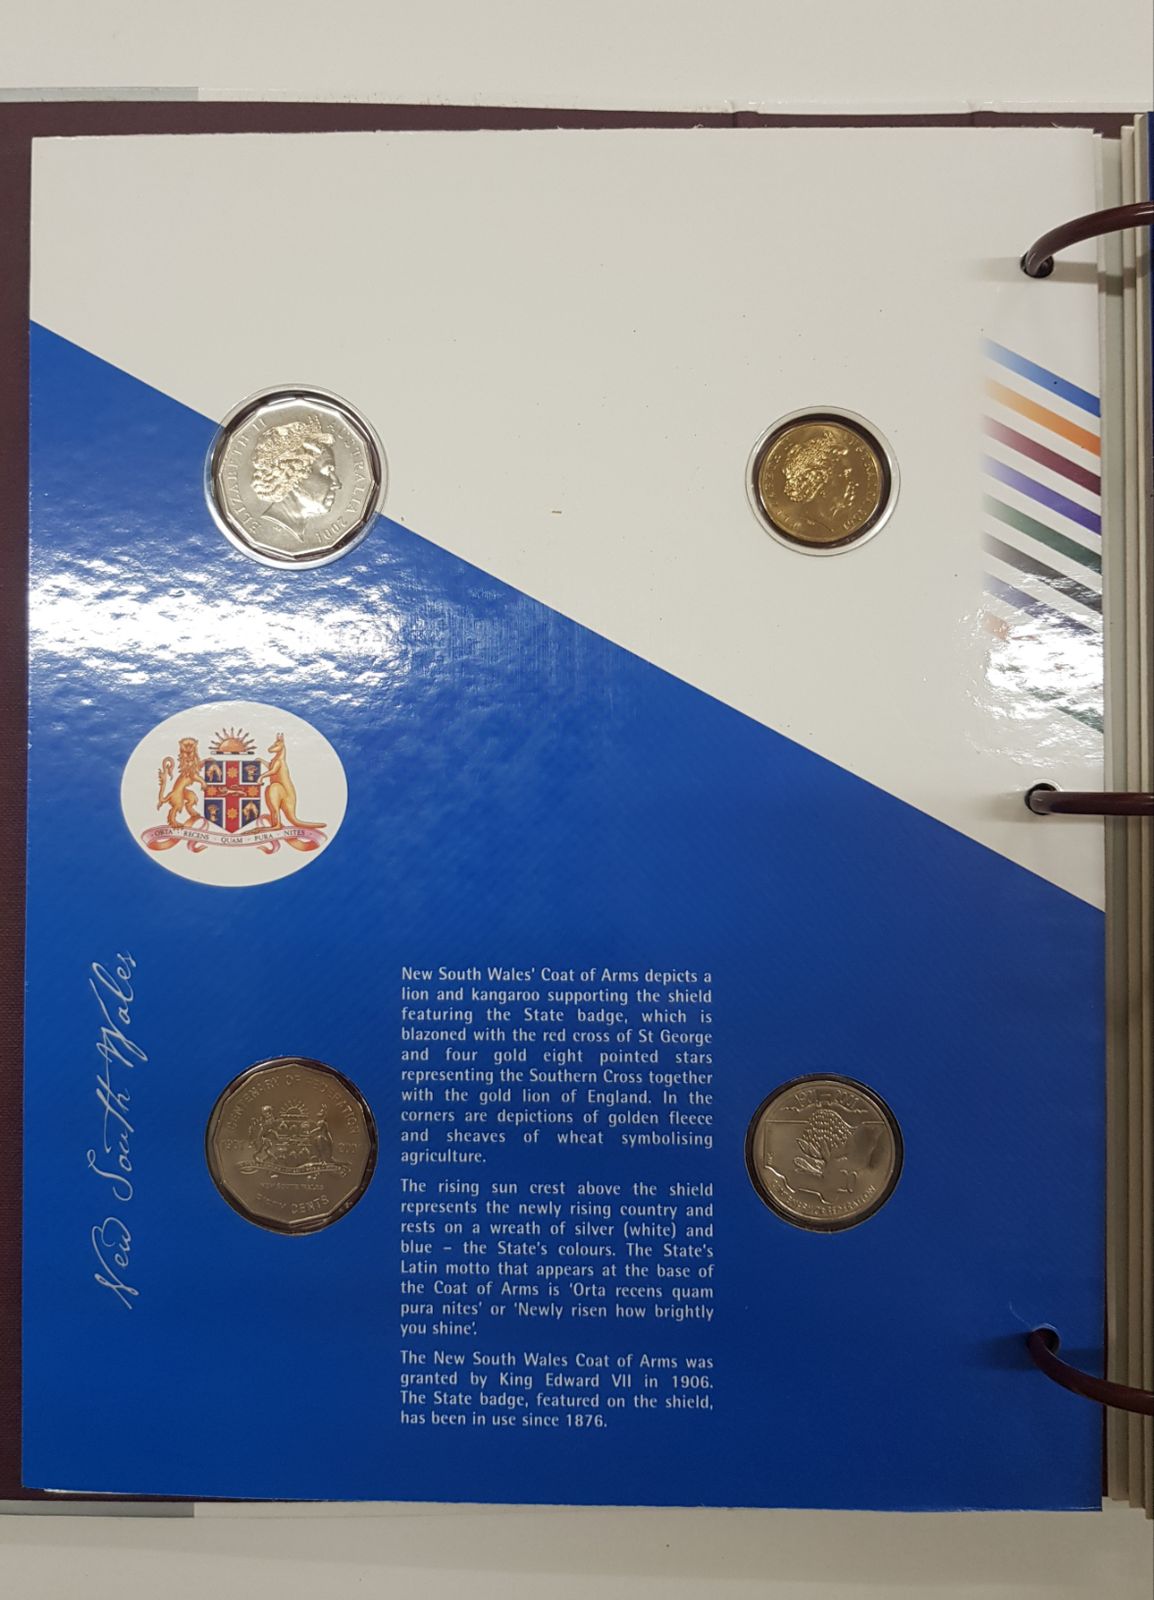 ELIZABETH II AUSTRALIA 2001
ORTA RECENS QUAM PURA NITES
New South Wales
New South Wales' Coat of Arms depicts a
lion and kangaroo supporting the shield
featuring the State badge, which is
blazoned with the red cross of St George
and four gold eight pointed stars
representing the Southern Cross together
with the gold lion of England. In the
corners are depictions of golden fleece
and sheaves of wheat symbolising
agriculture.
The rising sun crest above the shield
represents the newly rising country and
rests on a wreath of silver (white) and
blue – the State's colours. The State's
Latin motto that appears at the base of
the Coat of Arms is 'Orta recens quam
pura nites' or 'Newly risen how brightly
you shine'.
The New South Wales Coat of Arms was
granted by King Edward VII in 1906.
The State badge, featured on the shield,
has been in use since 1876.
CENTENARY OF FEDERATION
1901 2001
NEW SOUTH WALES
FIFTY CENTS
20
CENTENARY OF FEDERATION